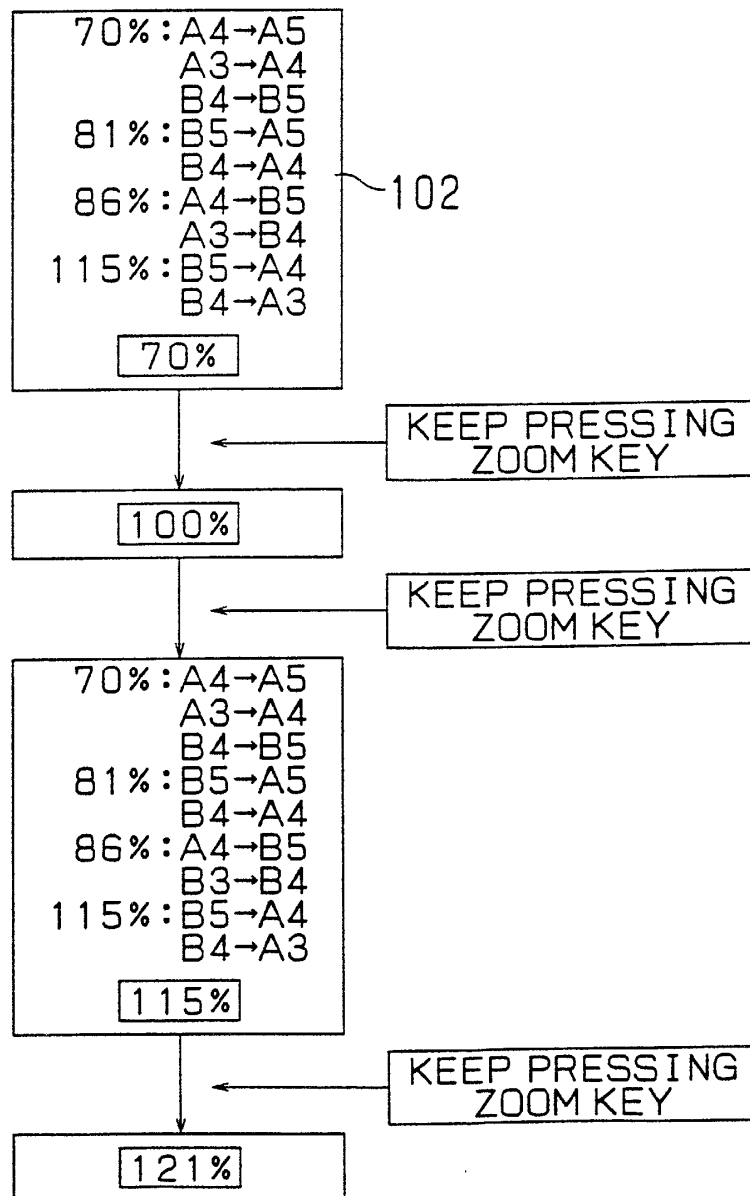 70%:A4→A5
A3→A4
B4→B5
81%:B5→A5
B4→A4
86%:A4→B5
A3→B4
115%:B5→A4
B4→A3
70%
102
KEEP PRESSING
ZOOM KEY
100%
KEEP PRESSING
ZOOM KEY
70%:A4→A5
A3→A4
B4→B5
81%:B5→A5
B4→A4
86%:A4→B5
B3→B4
115%:B5→A4
B4→A3
115%
KEEP PRESSING
ZOOM KEY
121%